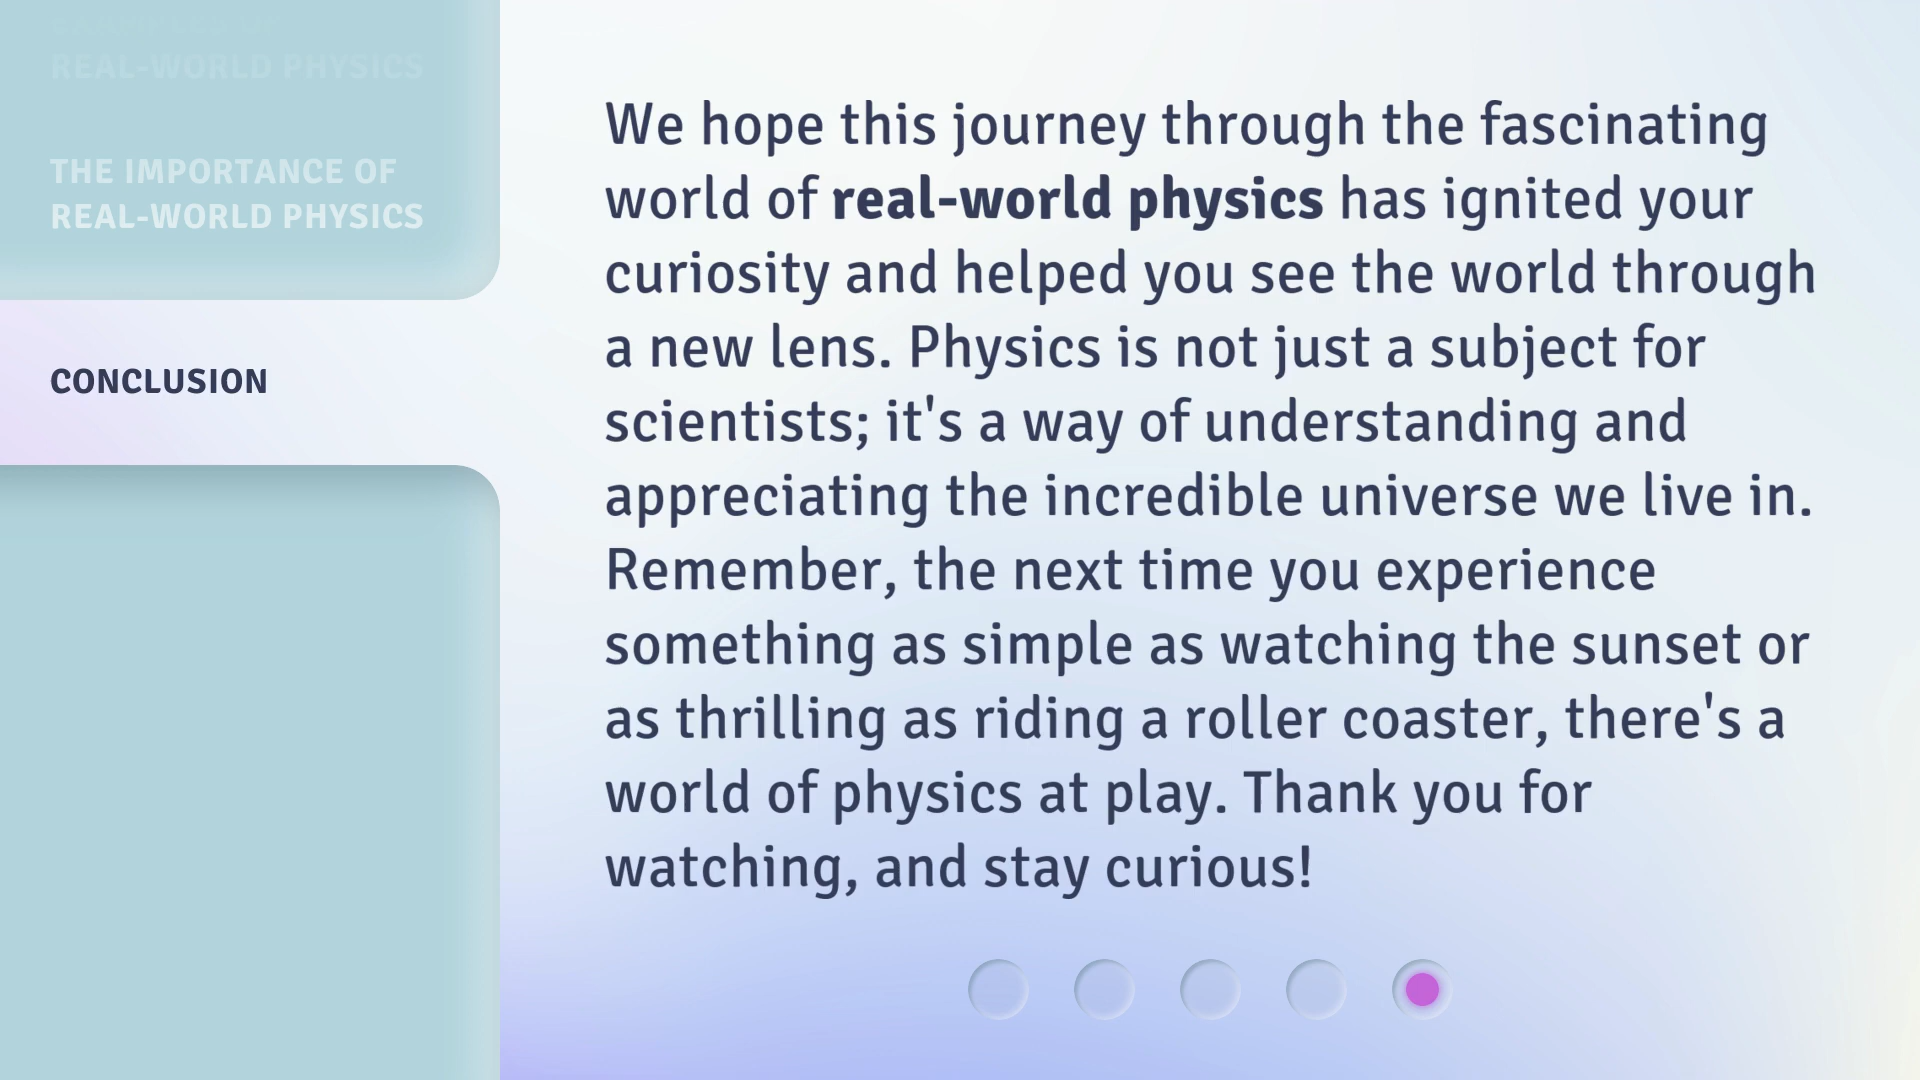 EXAMPLES OF
REAL-WORLD PHYSICS
THE IMPORTANCE OF
REAL-WORLD PHYSICS
CONCLUSION
We hope this journey through the fascinating
world of real-world physics has ignited your
curiosity and helped you see the world through
a new lens. Physics is not just a subject for
scientists; it's a way of understanding and
appreciating the incredible universe we live in.
Remember, the next time you experience
something as simple as watching the sunset or
as thrilling as riding a roller coaster, there's a
world of physics at play. Thank you for
watching, and stay curious!